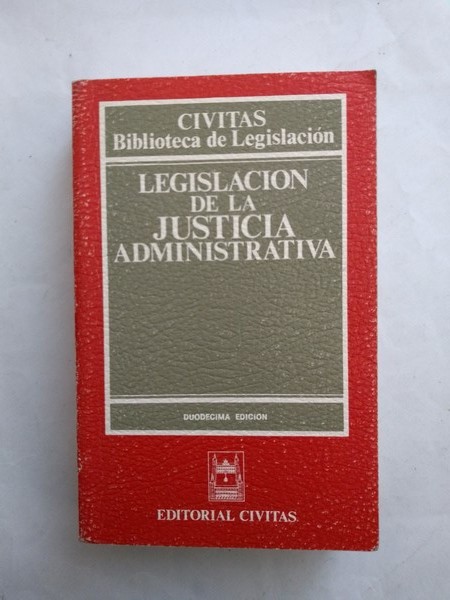 CIVITAS
Biblioteca de Legislación
LEGISLACION
DE LA
JUSTICIA
ADMINISTRATIVA
DUODECIMA EDICION
EDITORIAL CIVITAS